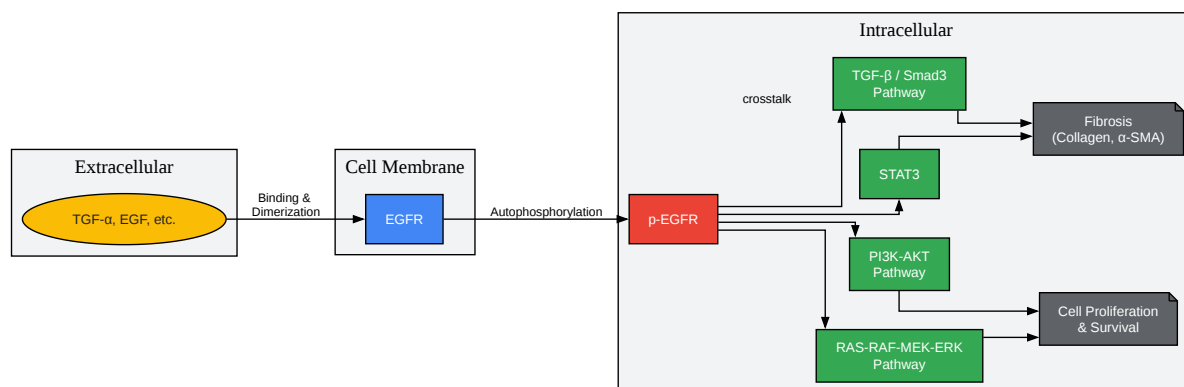 Extracellular
TGF-α, EGF, etc.
Binding &
Dimerization
Cell Membrane
EGFR
Autophosphorylation
Intracellular
p-EGFR
crosstalk
TGF-β / Smad3
Pathway
STAT3
PI3K-AKT
Pathway
RAS-RAF-MEK-ERK
Pathway
Fibrosis
(Collagen, α-SMA)
Cell Proliferation
& Survival